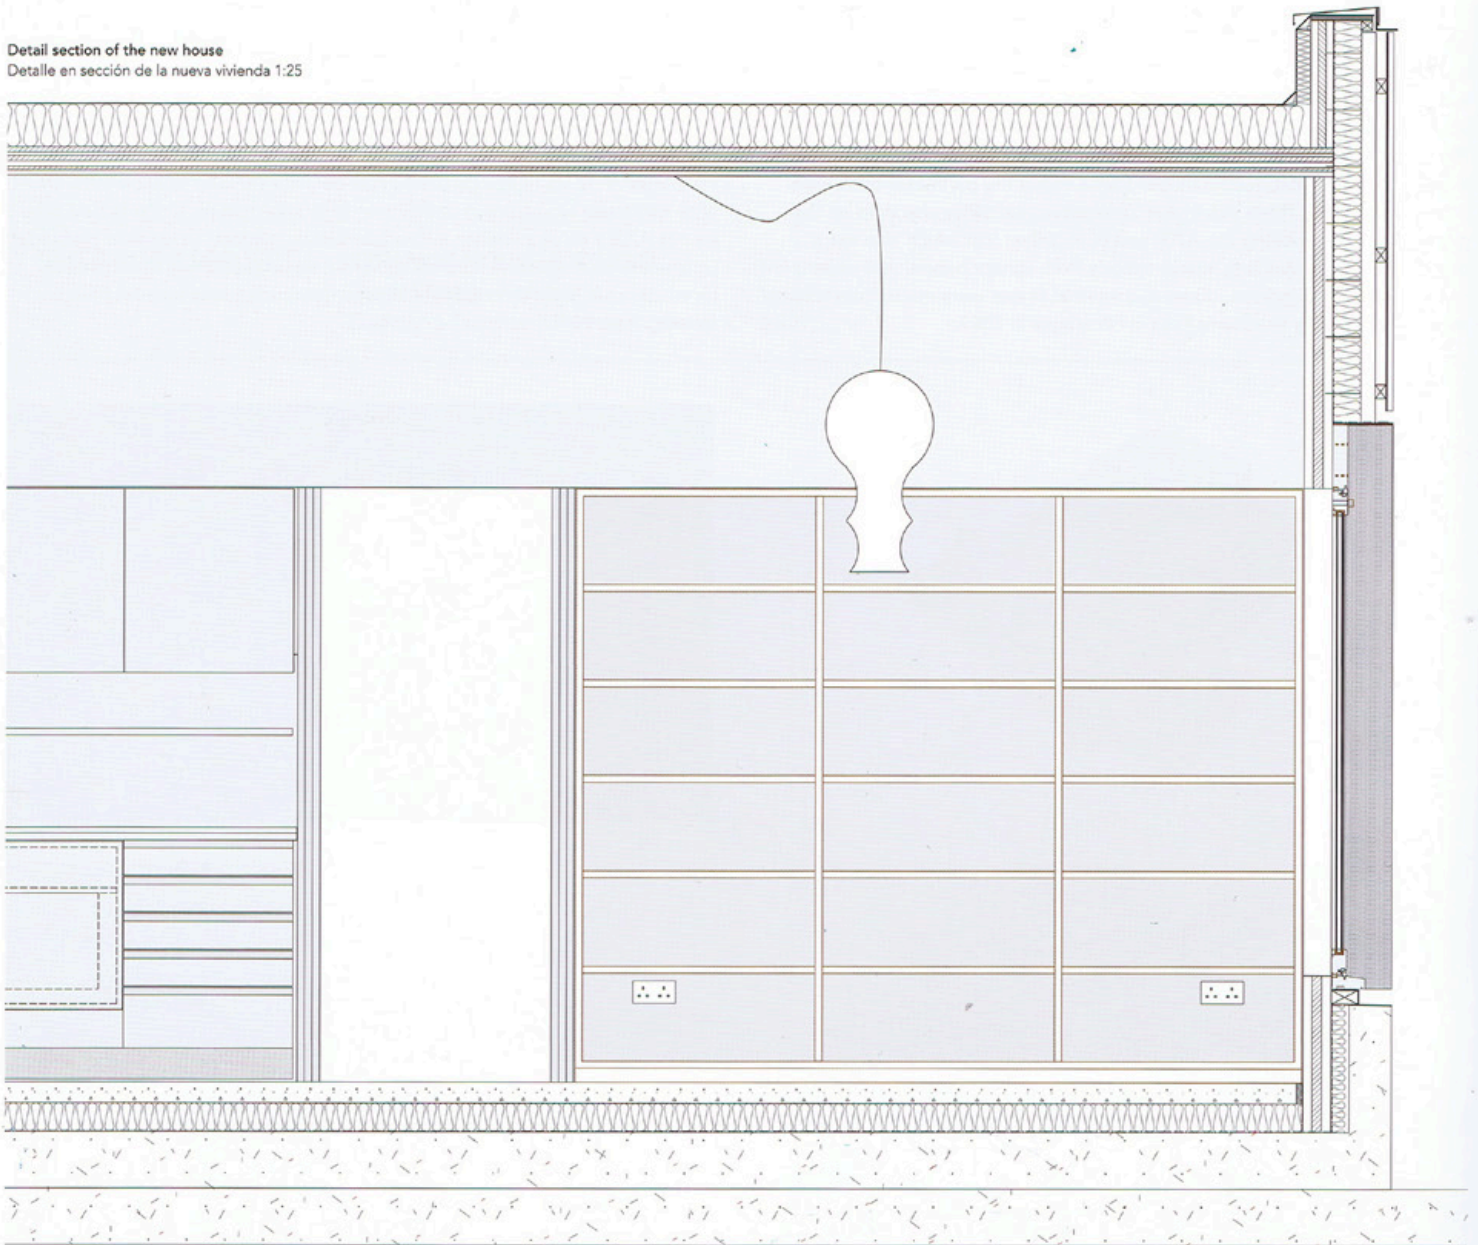 Detail section of the new house
Detalle en sección de la nueva vivienda 1:25